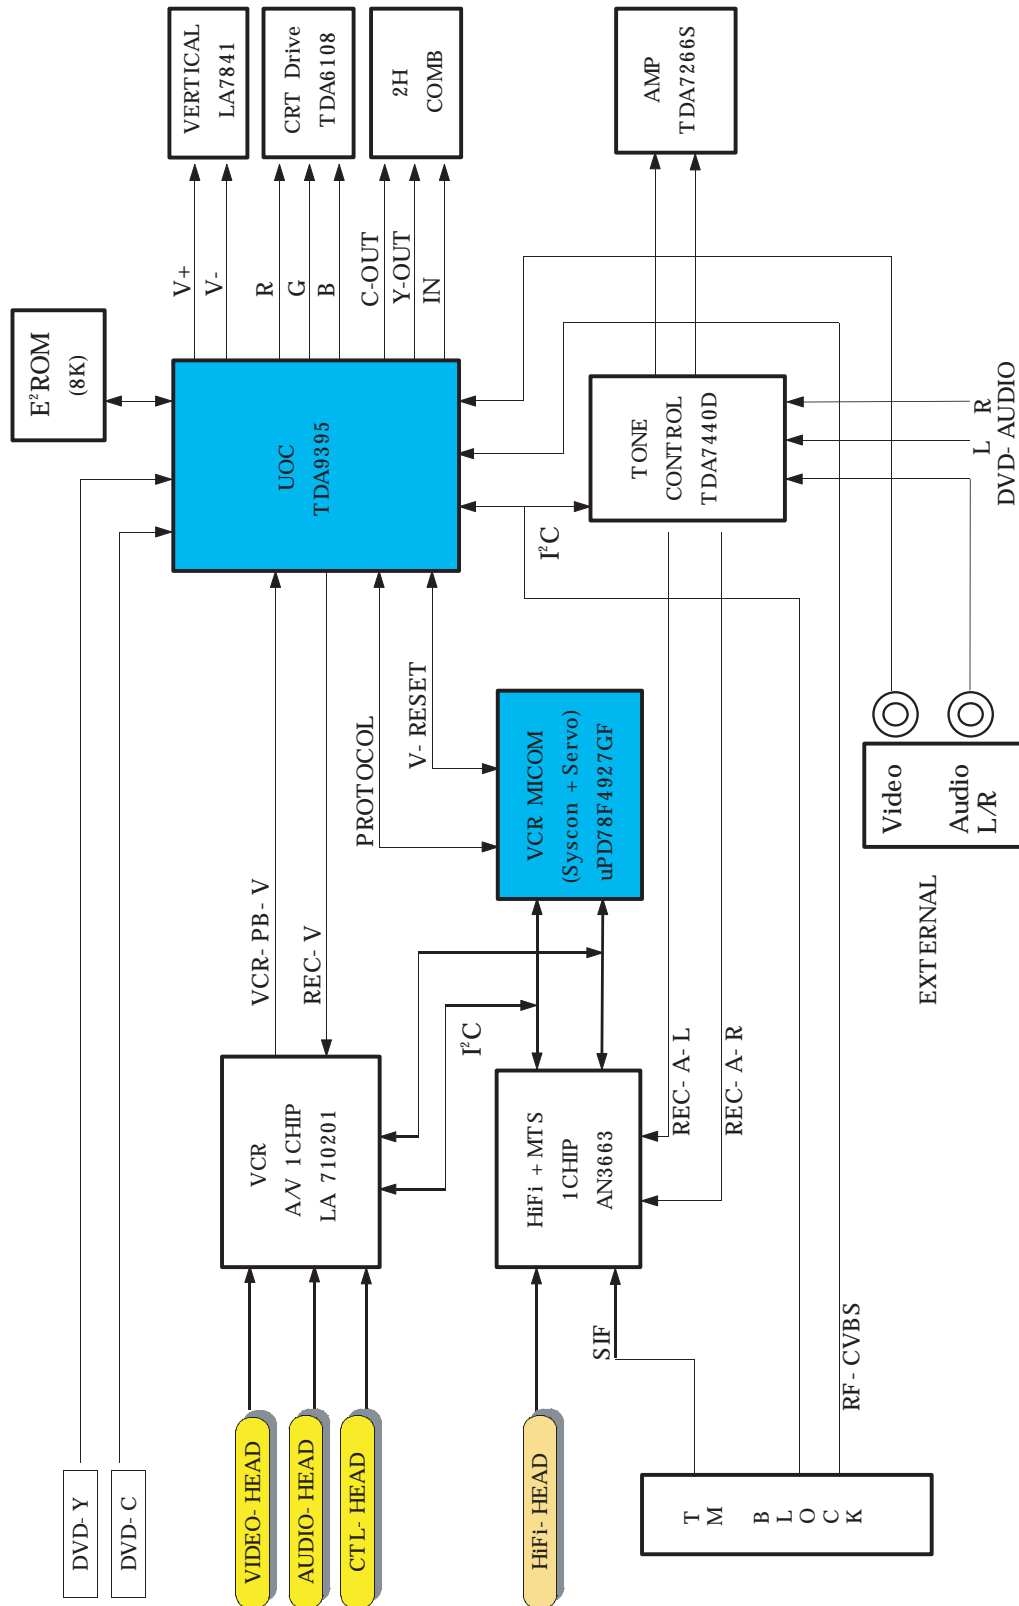 DVD- Y
DVD- C
VIDEO- HEAD
AUDIO- HEAD
CTL- HEAD
HiFi- HEAD
TM BLOCK
SIF
RF- CVBS
VCR
A/V 1CHIP
LA 710201
HiFi + MTS
1CHIP
AN3663
I²C
VCR- PB- V
REC- V
PROTOCOL
V- RESET
VCR MICOM
(Syscon + Servo)
uPD78F4927GF
REC- A- L
REC- A- R
EXTERNAL
Video
Audio
L/R
E²ROM
(8K)
UOC
TDA9395
I²C
TONE
CONTROL
TDA7440D
L R
DVD- AUDIO
V+
V-
R
G
B
C-OUT
Y-OUT
IN
VERTICAL
LA7841
CRT Drive
TDA6108
2H
COMB
AMP
TDA7266S